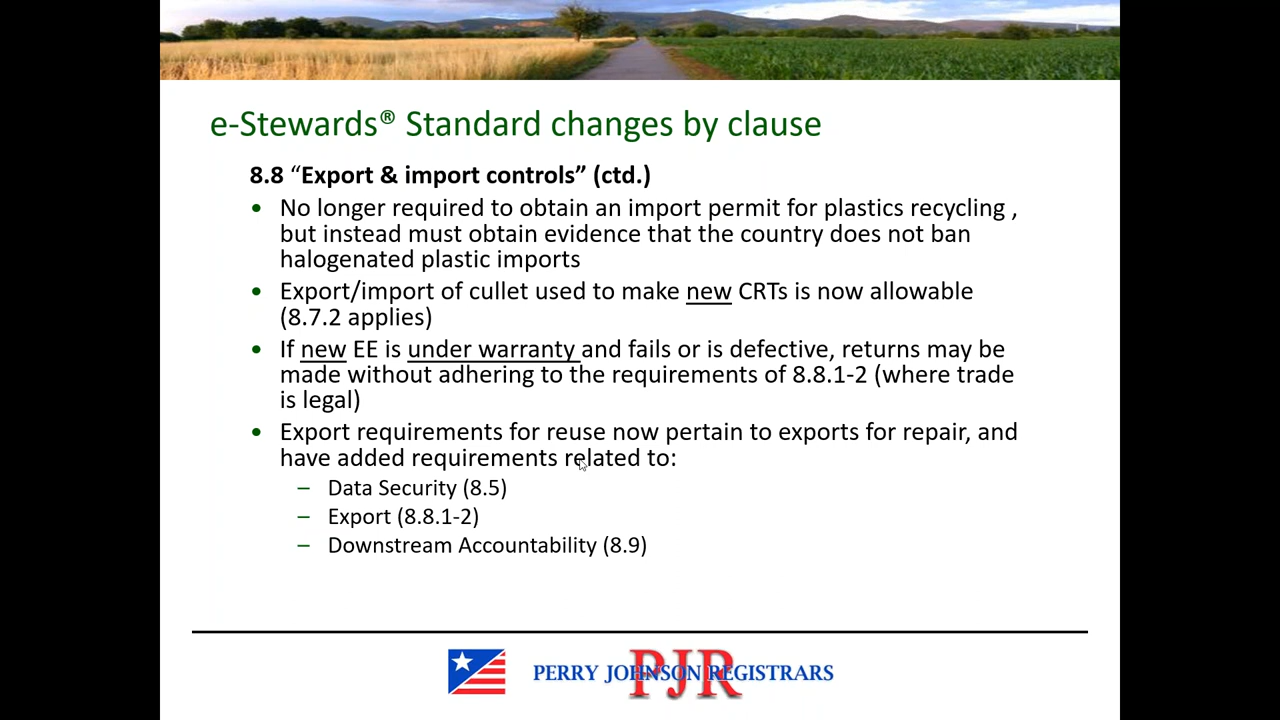 e-Stewards® Standard changes by clause
8.8 “Export & import controls” (ctd.)
• No longer required to obtain an import permit for plastics recycling ,
but instead must obtain evidence that the country does not ban
halogenated plastic imports
• Export/import of cullet used to make new CRTs is now allowable
(8.7.2 applies)
• If new EE is under warranty and fails or is defective, returns may be
made without adhering to the requirements of 8.8.1-2 (where trade
is legal)
• Export requirements for reuse now pertain to exports for repair, and
have added requirements related to:
– Data Security (8.5)
– Export (8.8.1-2)
– Downstream Accountability (8.9)
PJR
PERRY JOHNSON REGISTRARS